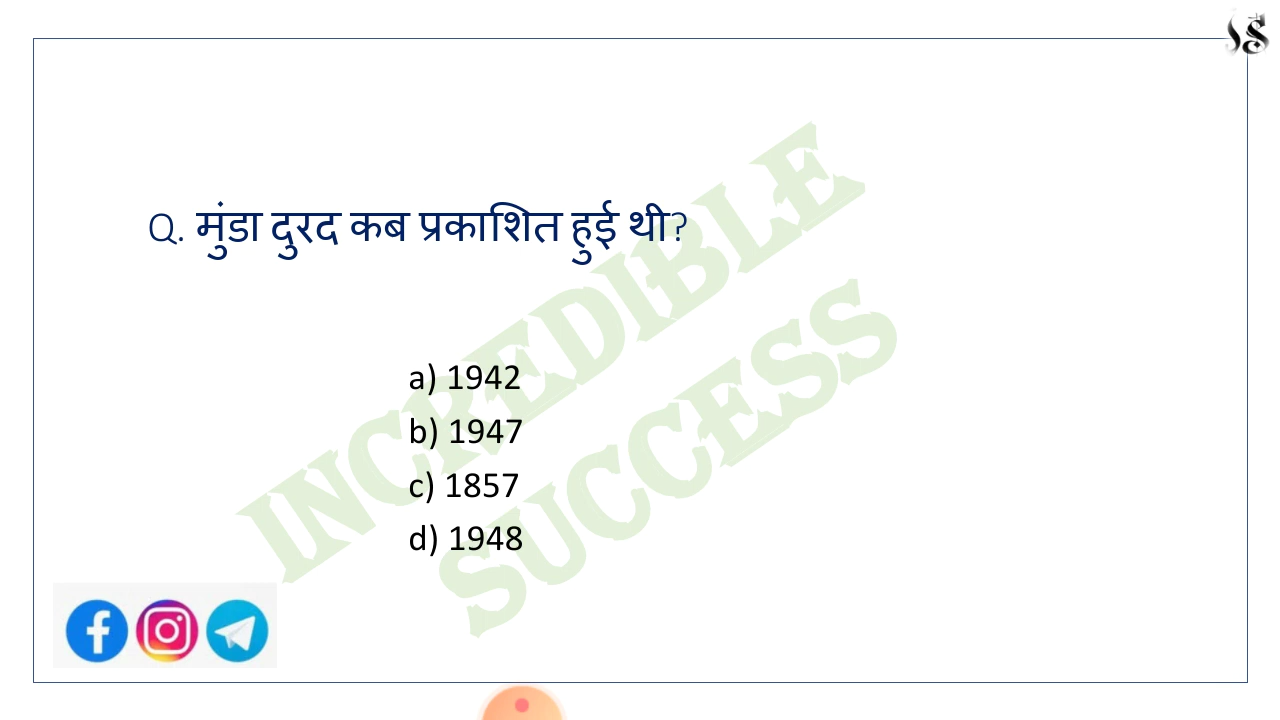 Q. मुंडा दुरद कब प्रकाशित हुई थी?
a) 1942
b) 1947
c) 1857
d) 1948
INCREDIBLE
SUCCESS